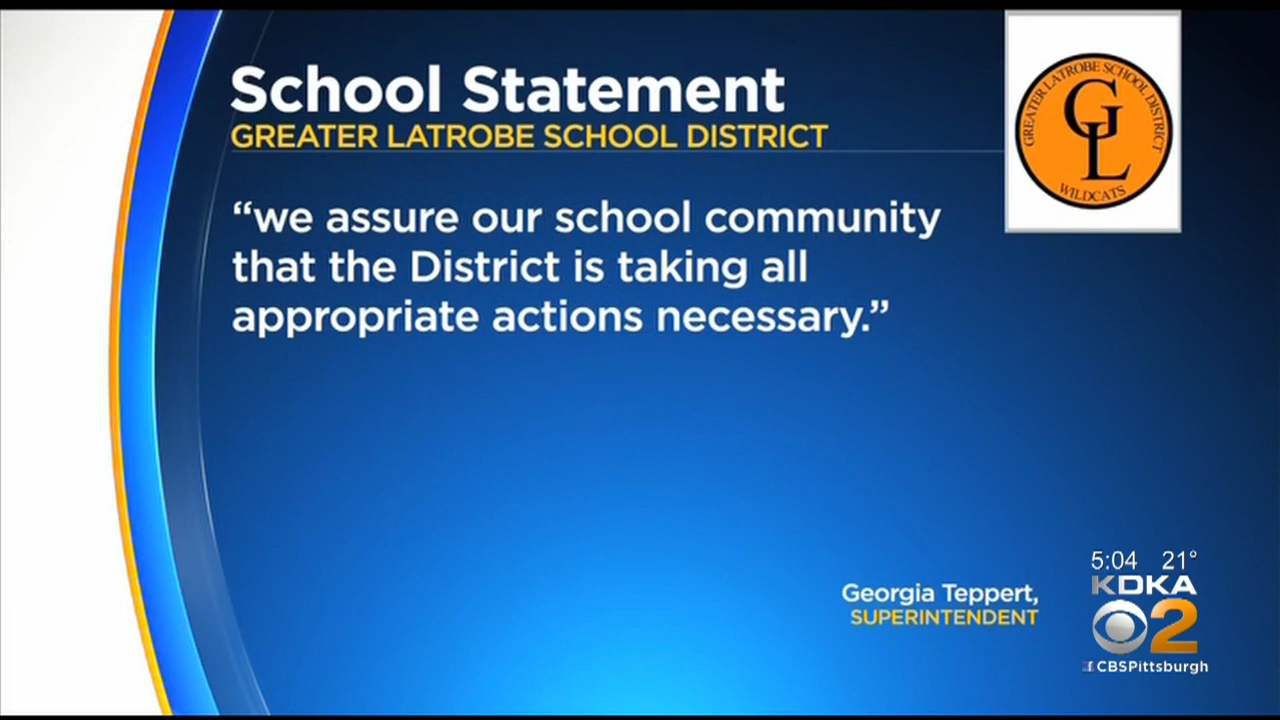 School Statement
GREATER LATROBE SCHOOL DISTRICT
GREATER LATROBE SCHOOL DISTRICT
GL
WILDCATS
“we assure our school community
that the District is taking all
appropriate actions necessary.”
Georgia Teppert,
SUPERINTENDENT
5:04 21°
KDKA
2
f CBSPittsburgh